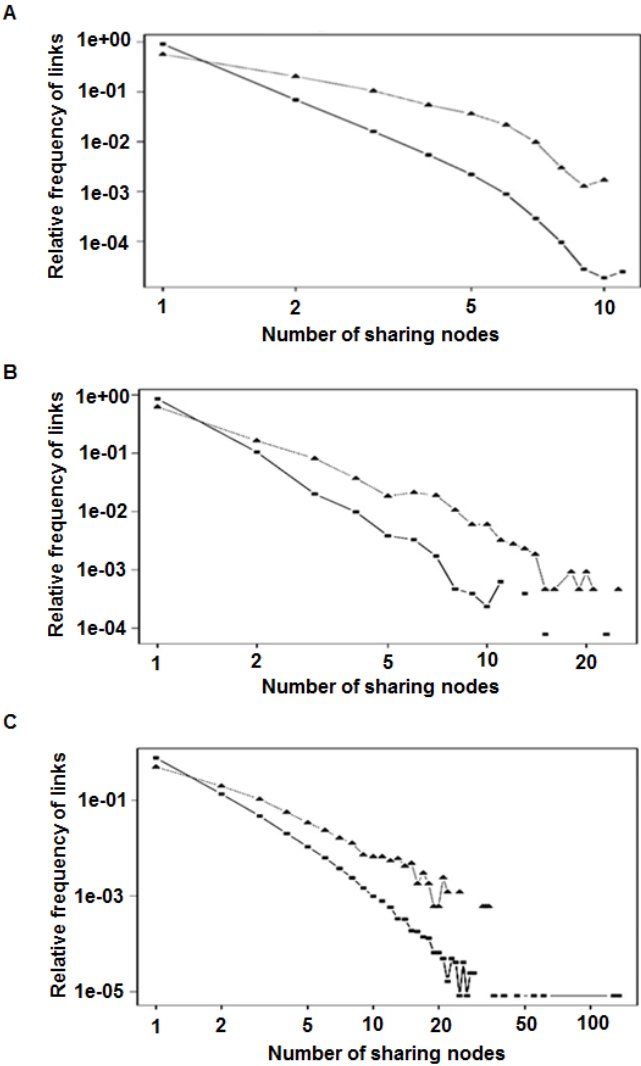 A
Relative frequency of links
1e+00
1e-01
1e-02
1e-03
1e-04
1 2 5 10
Number of sharing nodes
B
Relative frequency of links
1e+00
1e-01
1e-02
1e-03
1e-04
1 2 5 10 20
Number of sharing nodes
C
Relative frequency of links
1e-01
1e-03
1e-05
1 2 5 10 20 50 100
Number of sharing nodes